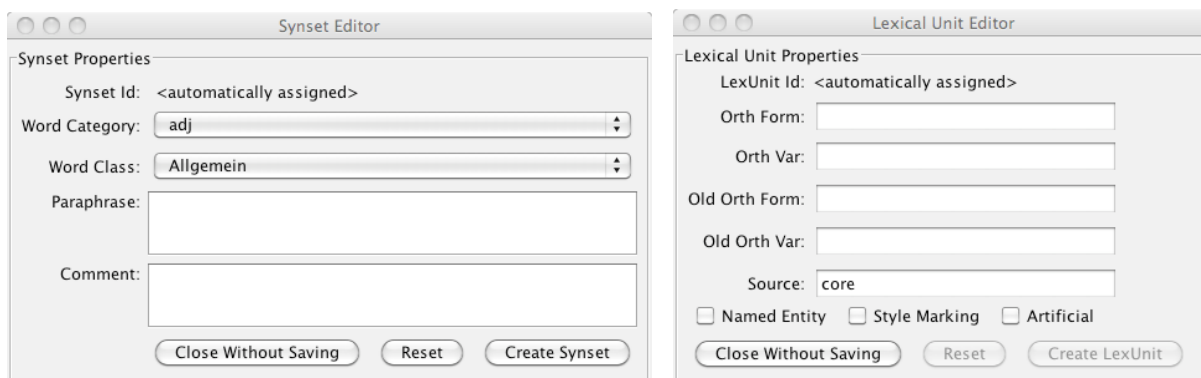 Synset Editor
Synset Properties
Synset Id: <automatically assigned>
Word Category: adj
Word Class: Allgemein
Paraphrase:
Comment:
Close Without Saving Reset Create Synset
Lexical Unit Editor
Lexical Unit Properties
LexUnit Id: <automatically assigned>
Orth Form:
Orth Var:
Old Orth Form:
Old Orth Var:
Source: core
Named Entity Style Marking Artificial
Close Without Saving Reset Create LexUnit